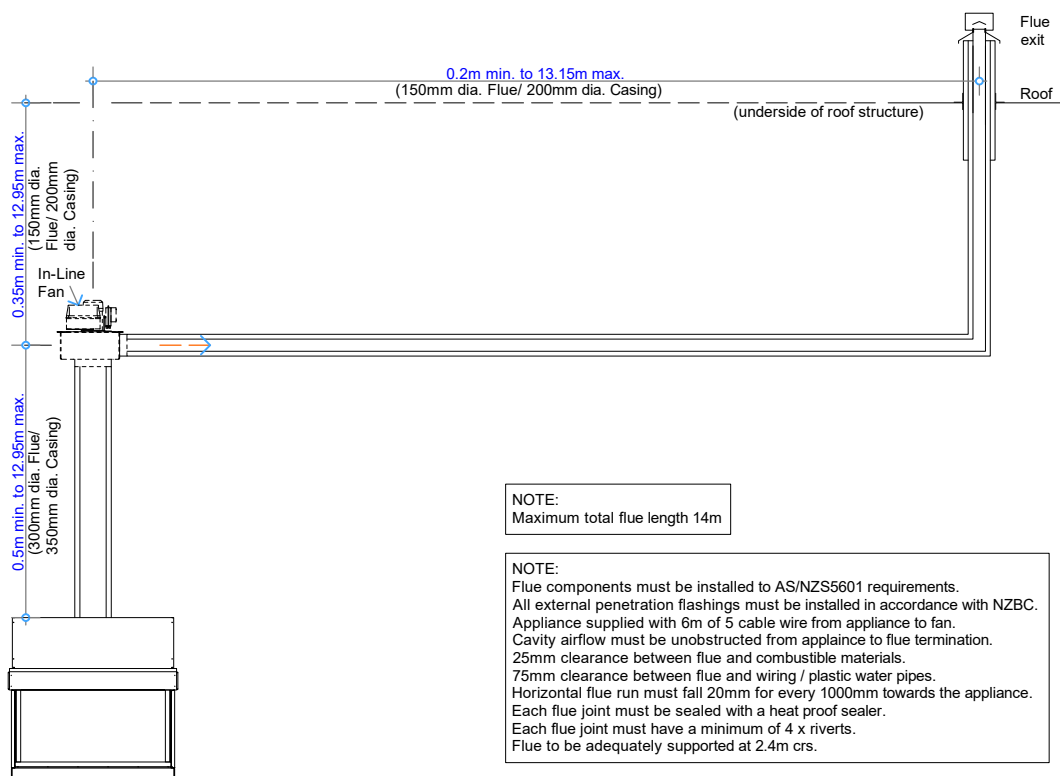 Flue
exit
0.2m min. to 13.15m max.
(150mm dia. Flue/ 200mm dia. Casing)
Roof
(underside of roof structure)
0.35m min. to 12.95m max.
(150mm dia.
Flue/ 200mm
dia. Casing)
In-Line
Fan
0.5m min. to 12.95m max.
(300mm dia. Flue/
350mm dia. Casing)
NOTE:
Maximum total flue length 14m
NOTE:
Flue components must be installed to AS/NZS5601 requirements.
All external penetration flashings must be installed in accordance with NZBC.
Appliance supplied with 6m of 5 cable wire from appliance to fan.
Cavity airflow must be unobstructed from applaince to flue termination.
25mm clearance between flue and combustible materials.
75mm clearance between flue and wiring / plastic water pipes.
Horizontal flue run must fall 20mm for every 1000mm towards the appliance.
Each flue joint must be sealed with a heat proof sealer.
Each flue joint must have a minimum of 4 x riverts.
Flue to be adequately supported at 2.4m crs.